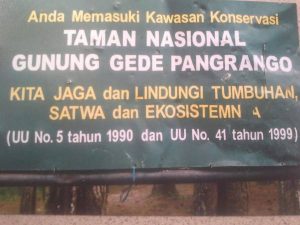 Anda Memasuki Kawasan Konservasi
TAMAN NASIONAL
GUNUNG GEDE PANGRANGO
KITA JAGA dan LINDUNGI TUMBUHAN,
SATWA dan EKOSISTEMN A
(UU No. 5 tahun 1990 dan UU No. 41 tahun 1999)